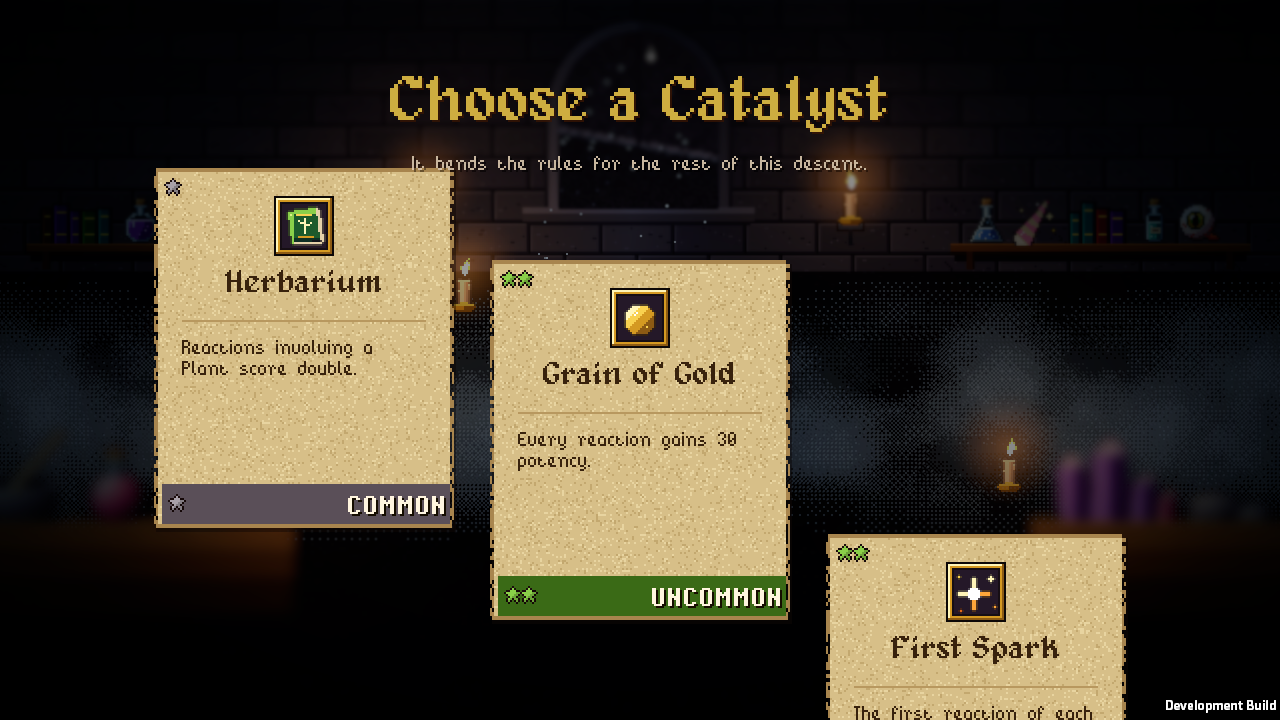 Choose a Catalyst
It bends the rules for the rest of this descent.
Herbarium
Reactions involving a
Plant score double.
COMMON
Grain of Gold
Every reaction gains 30
potency.
UNCOMMON
First Spark
The first reaction of each
Development Build